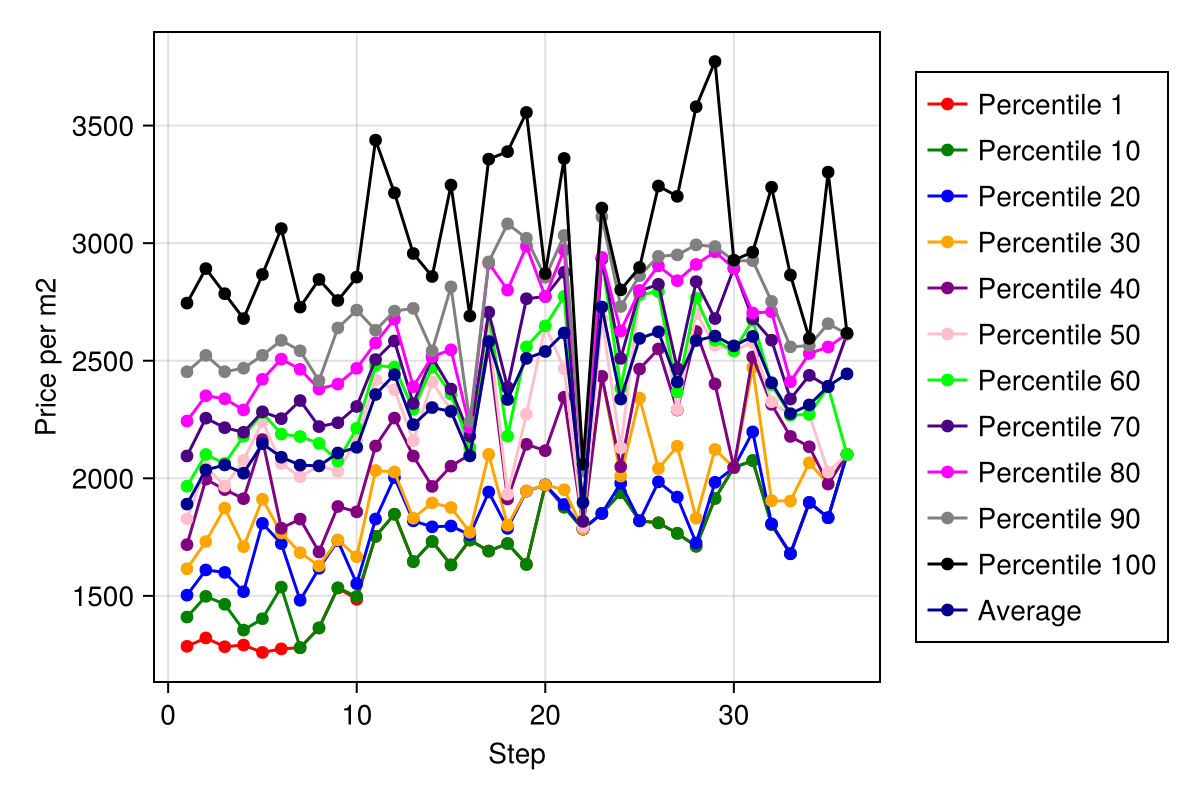 3500
3000
2500
2000
1500
Price per m2
0 10 20 30
Step
Percentile 1
Percentile 10
Percentile 20
Percentile 30
Percentile 40
Percentile 50
Percentile 60
Percentile 70
Percentile 80
Percentile 90
Percentile 100
Average